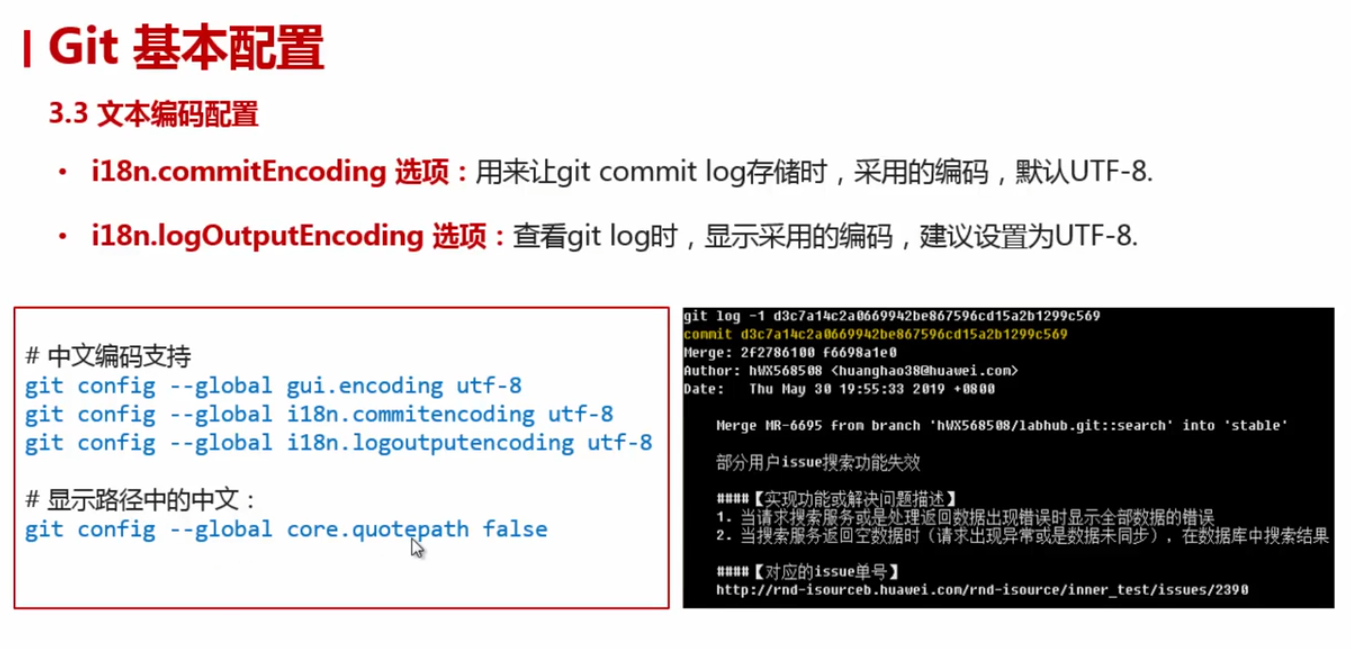 Git 基本配置
3.3 文本编码配置
• i18n.commitEncoding 选项：用来让git commit log存储时，采用的编码，默认UTF-8.
• i18n.logOutputEncoding 选项：查看git log时，显示采用的编码，建议设置为UTF-8.
# 中文编码支持
git config --global gui.encoding utf-8
git config --global i18n.commitencoding utf-8
git config --global i18n.logoutputencoding utf-8
# 显示路径中的中文：
git config --global core.quotepath false
git log -1 d3c7a14c2a0669942be867596cd15a2b1299c569
commit d3c7a14c2a0669942be867596cd15a2b1299c569
Merge: 2f2786100 f6698a1e0
Author: hWX568508 <huanghao38@huawei.com>
Date:   Thu May 30 19:55:33 2019 +0800
Merge MR-6695 from branch 'hWX568508/labhub.git::search' into 'stable'
部分用户issue搜索功能失效
####【实现功能或解决问题描述】
1. 当请求搜索服务或是处理返回数据出现错误时显示全部数据的错误
2. 当搜索服务返回空数据时（请求出现异常或是数据未同步），在数据库中搜索结果
####【对应的issue单号】
http://rnd-isourceb.huawei.com/rnd-isource/inner_test/issues/2390